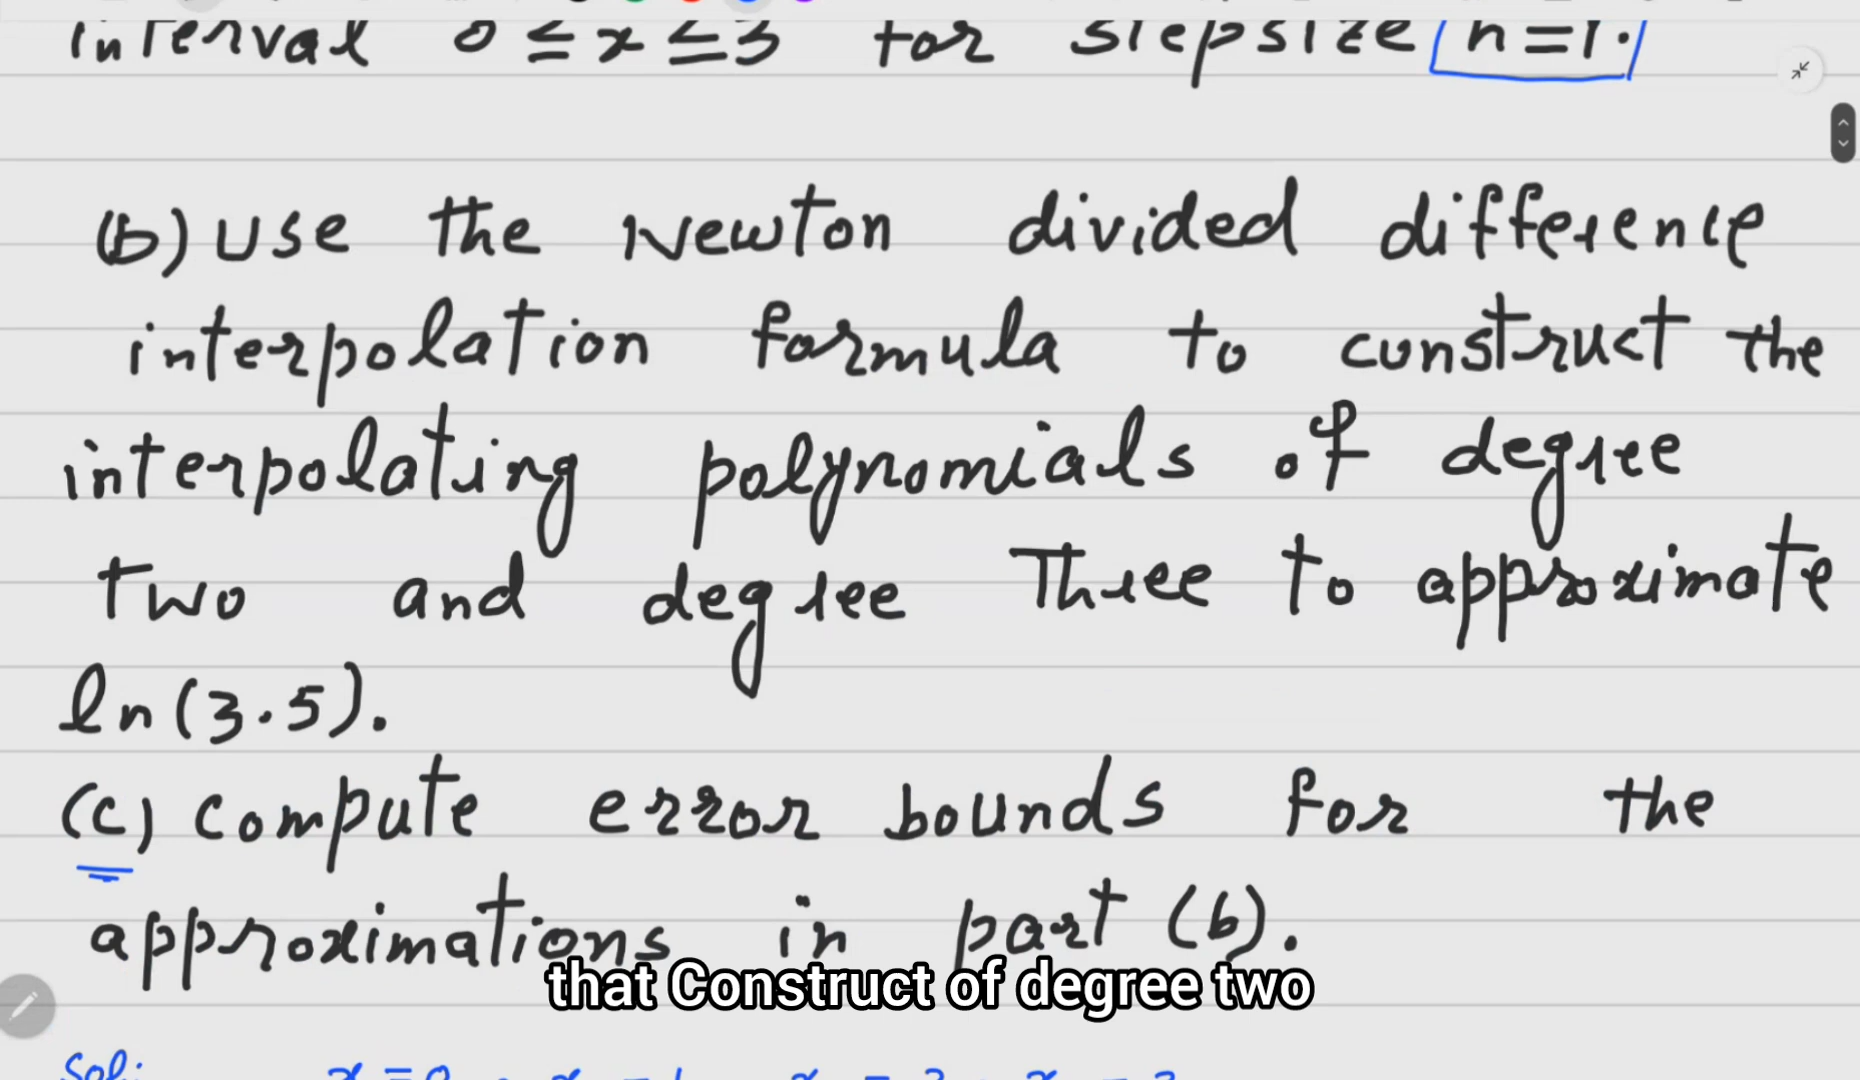 interval 0 ≤ x ≤ 3 for stepsize h=1.
(b) Use the Newton divided difference
interpolation formula to construct the
interpolating polynomials of degree
two and degree Three to approximate
ln(3.5).
(c) compute error bounds for the
approximations in part (b).
that Construct of degree two
Sol: